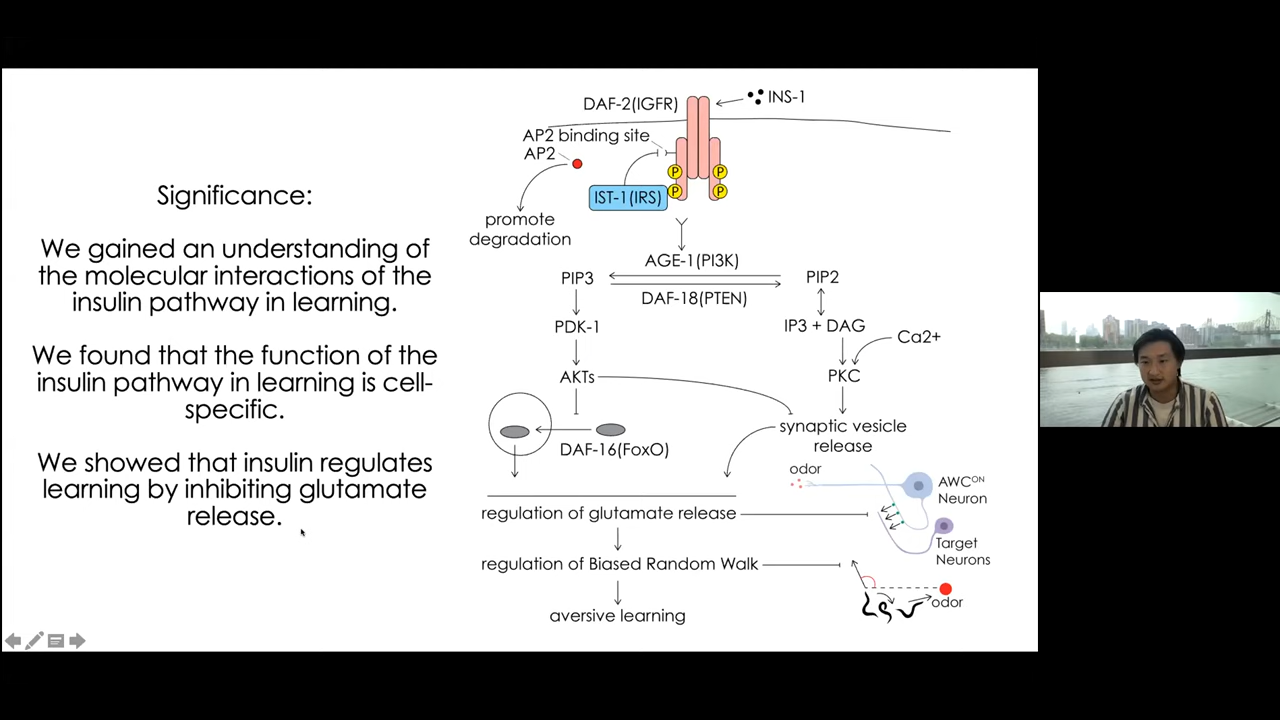 Significance:
We gained an understanding of
the molecular interactions of the
insulin pathway in learning.
We found that the function of the
insulin pathway in learning is cell-
specific.
We showed that insulin regulates
learning by inhibiting glutamate
release.
DAF-2(IGFR)
INS-1
AP2 binding site
AP2
P
P
P
P
IST-1(IRS)
promote
degradation
AGE-1(PI3K)
PIP3
PIP2
DAF-18(PTEN)
PDK-1
IP3 + DAG
Ca2+
AKTs
PKC
synaptic vesicle
release
DAF-16(FoxO)
odor
AWCON
Neuron
regulation of glutamate release
Target
Neurons
regulation of Biased Random Walk
odor
aversive learning